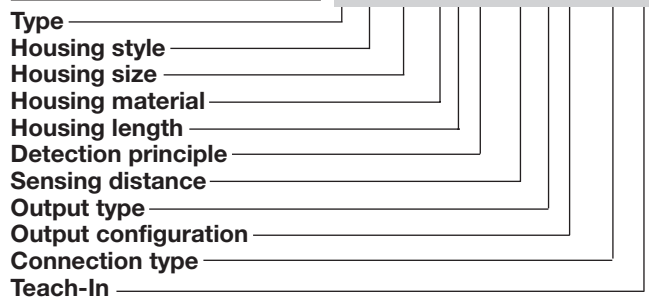 Type
Housing style
Housing size
Housing material
Housing length
Detection principle
Sensing distance
Output type
Output configuration
Connection type
Teach-In